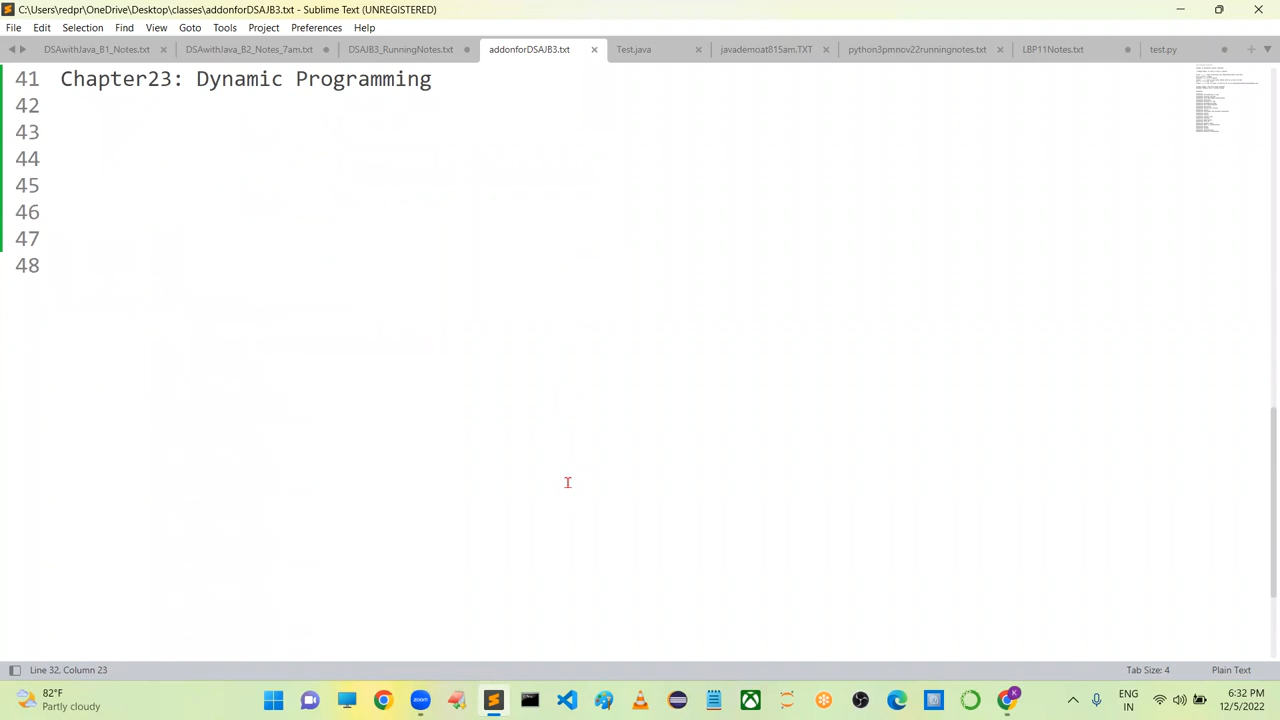 C:\Users\redpr\OneDrive\Desktop\classes\addonforDSAJB3.txt - Sublime Text (UNREGISTERED)
File Edit Selection Find View Goto Tools Project Preferences Help
DSAwithJava_B1_Notes.txt DSAwithJava_B2_Notes_7am.txt DSAJB3_RunningNotes.txt addonforDSAJB3.txt Test.java javademoat815am.TXT python3pmnov22runningnotes.txt LBP11Notes.txt test.py
41 Chapter23: Dynamic Programming
42
43
44
45
46
47
48
Line 32, Column 23 Tab Size: 4 Plain Text
82°F
Partly cloudy
zoom
K
ENG
IN
6:32 PM
12/5/2022